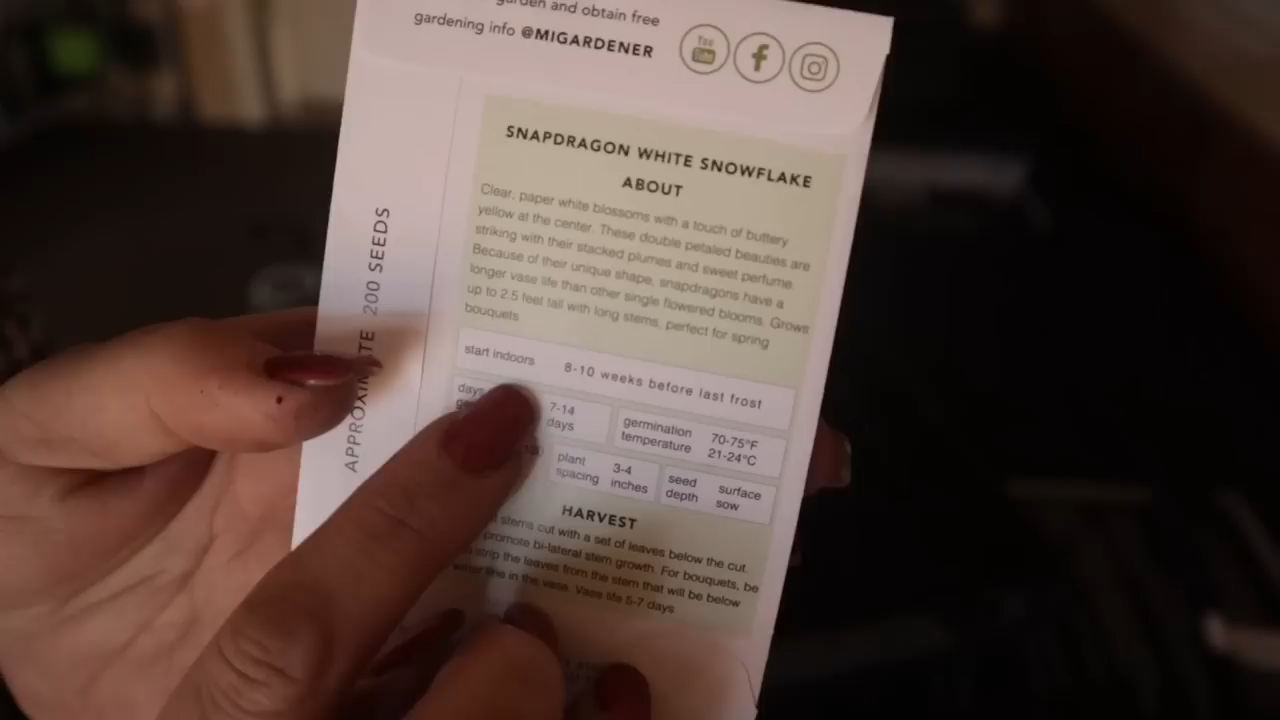 garden and obtain free
gardening info @MIGARDENER
You
Tube
SNAPDRAGON WHITE SNOWFLAKE
ABOUT
Clear, paper white blossoms with a touch of buttery
yellow at the center. These double petaled beauties are
striking with their stacked plumes and sweet perfume.
Because of their unique shape, snapdragons have a
longer vase life than other single flowered blooms. Grows
up to 2.5 feet tall with long stems, perfect for spring
bouquets.
start indoors 8-10 weeks before last frost
days 7-14
days
germination
temperature 70-75°F
21-24°C
plant
spacing 3-4
inches
seed
depth surface
sow
HARVEST
stems cut with a set of leaves below the cut.
promote bi-lateral stem growth. For bouquets, be
strip the leaves from the stem that will be below
line in the vase. Vase life 5-7 days
APPROXIMATE 200 SEEDS